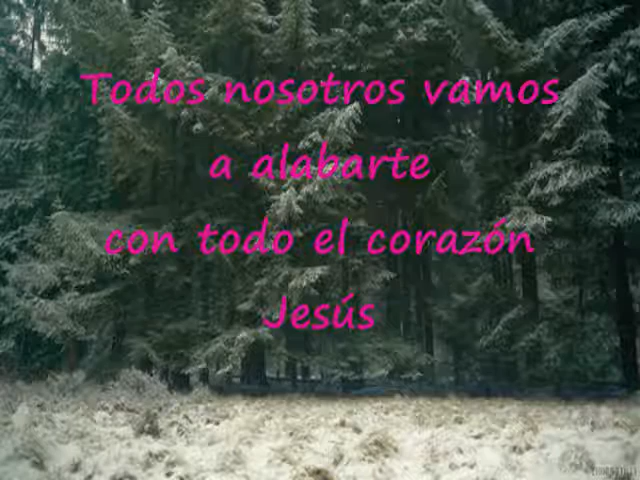 Todos nosotros vamos
a alabarte
con todo el corazón
Jesús